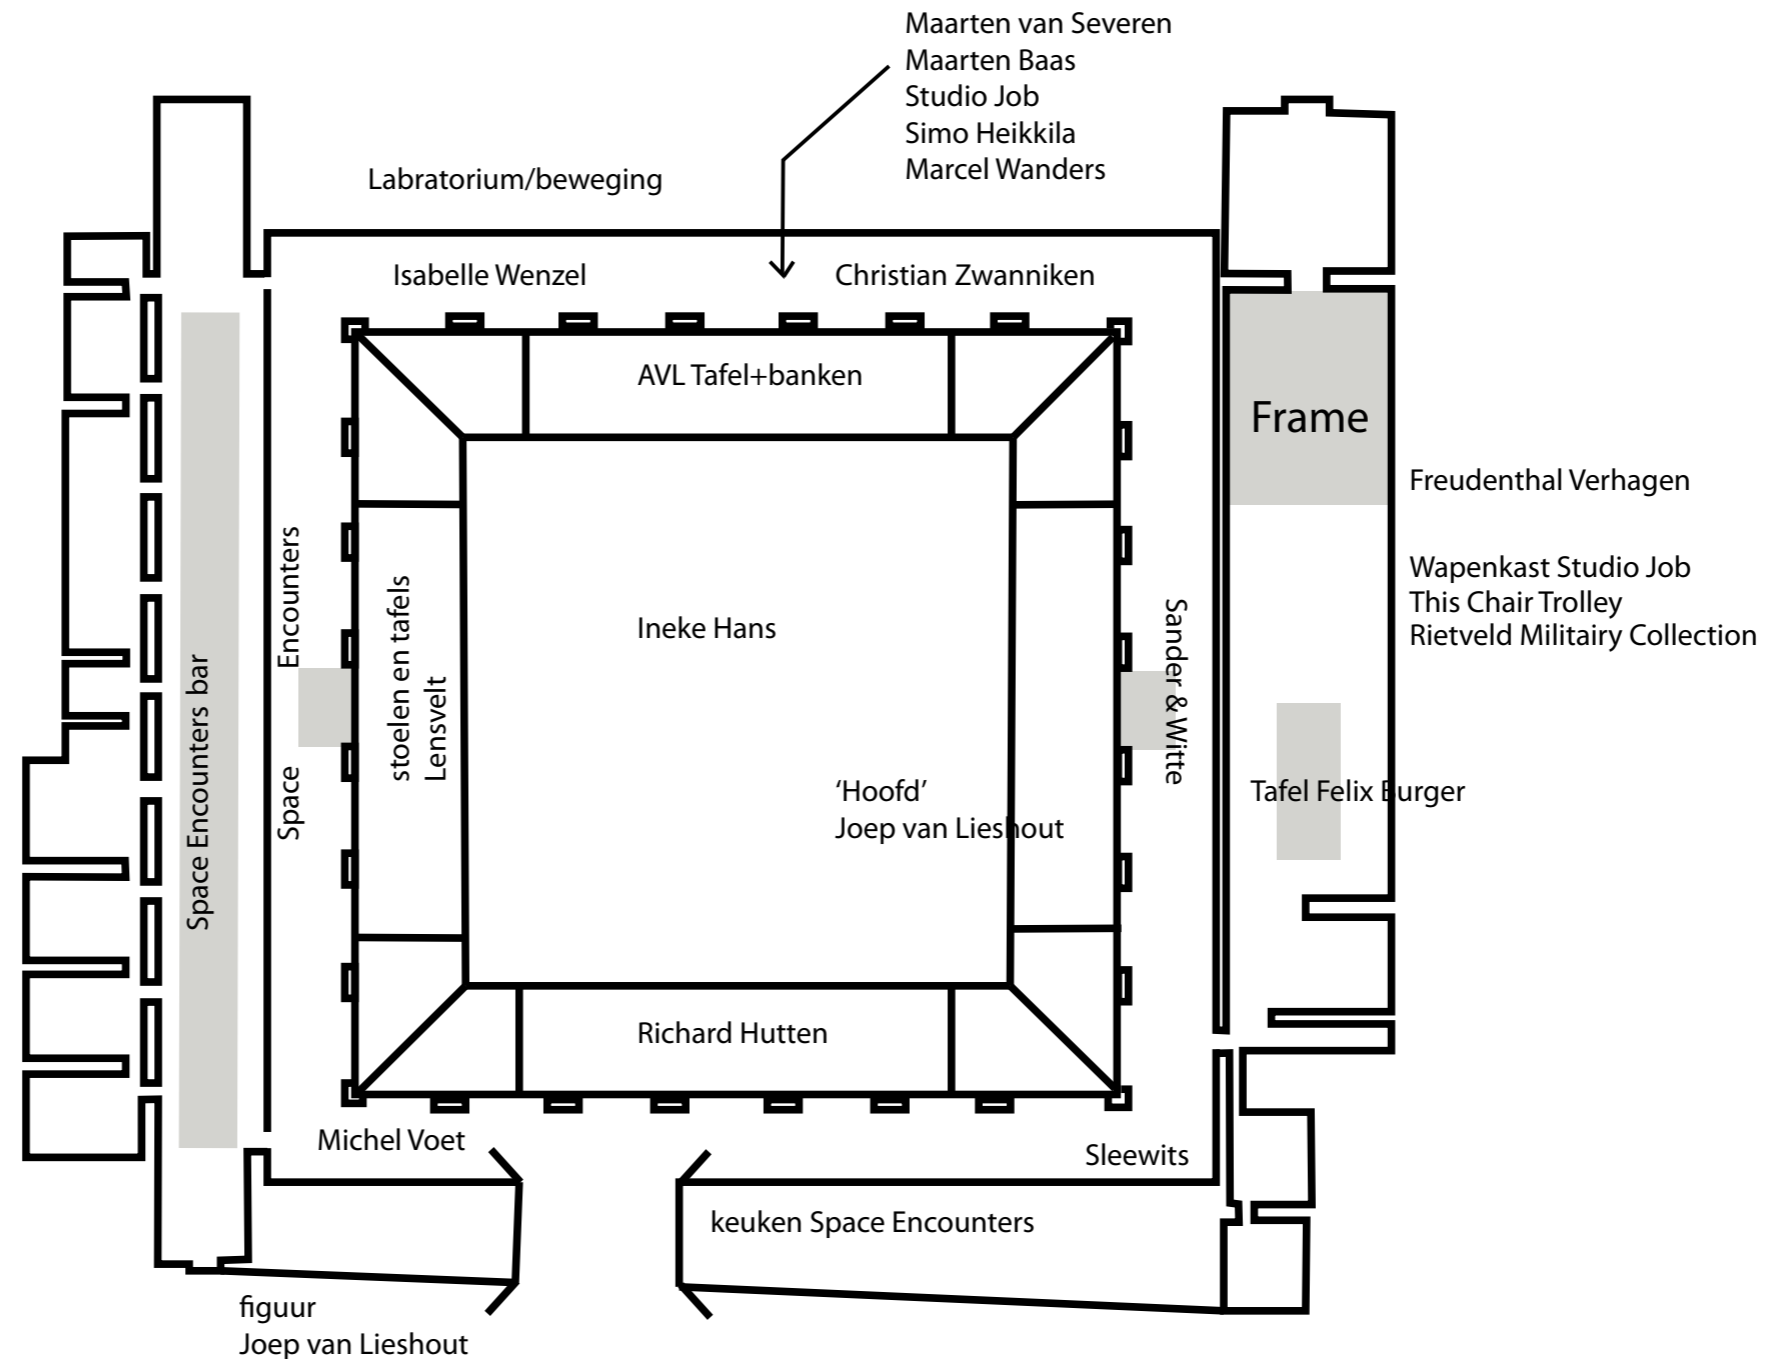 Maarten van Severen
Maarten Baas
Studio Job
Simo Heikkila
Marcel Wanders
Labratorium/beweging
Isabelle Wenzel
Christian Zwanniken
AVL Tafel+banken
Frame
Freudenthal Verhagen
Wapenkast Studio Job
This Chair Trolley
Rietveld Militairy Collection
Space Encounters bar
Space Encounters
stoelen en tafels
Lensvelt
Ineke Hans
Sander & Witte
'Hoofd'
Joep van Lieshout
Tafel Felix Burger
Richard Hutten
Michel Voet
Sleewits
keuken Space Encounters
figuur
Joep van Lieshout